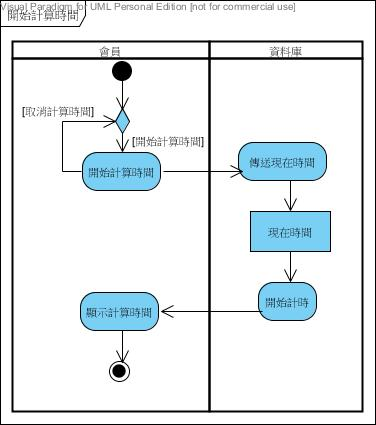 Visual Paradigm for UML Personal Edition [not for commercial use]
開始計算時間
會員
資料庫
[取消計算時間]
[開始計算時間]
開始計算時間
傳送現在時間
現在時間
開始計時
顯示計算時間